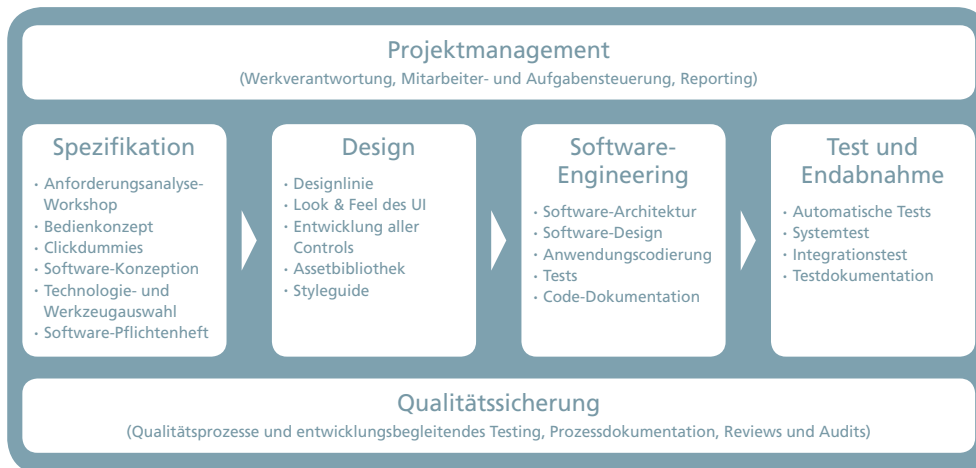 Projektmanagement
(Werkverantwortung, Mitarbeiter- und Aufgabensteuerung, Reporting)
Spezifikation
· Anforderungsanalyse-
Workshop
· Bedienkonzept
· Clickdummies
· Software-Konzeption
· Technologie- und
Werkzeugauswahl
· Software-Pflichtenheft
Design
· Designlinie
· Look & Feel des UI
· Entwicklung aller
Controls
· Assetbibliothek
· Styleguide
Software-
Engineering
· Software-Architektur
· Software-Design
· Anwendungscodierung
· Tests
· Code-Dokumentation
Test und
Endabnahme
· Automatische Tests
· Systemtest
· Integrationstest
· Testdokumentation
Qualitätssicherung
(Qualitätsprozesse und entwicklungsbegleitendes Testing, Prozessdokumentation, Reviews und Audits)